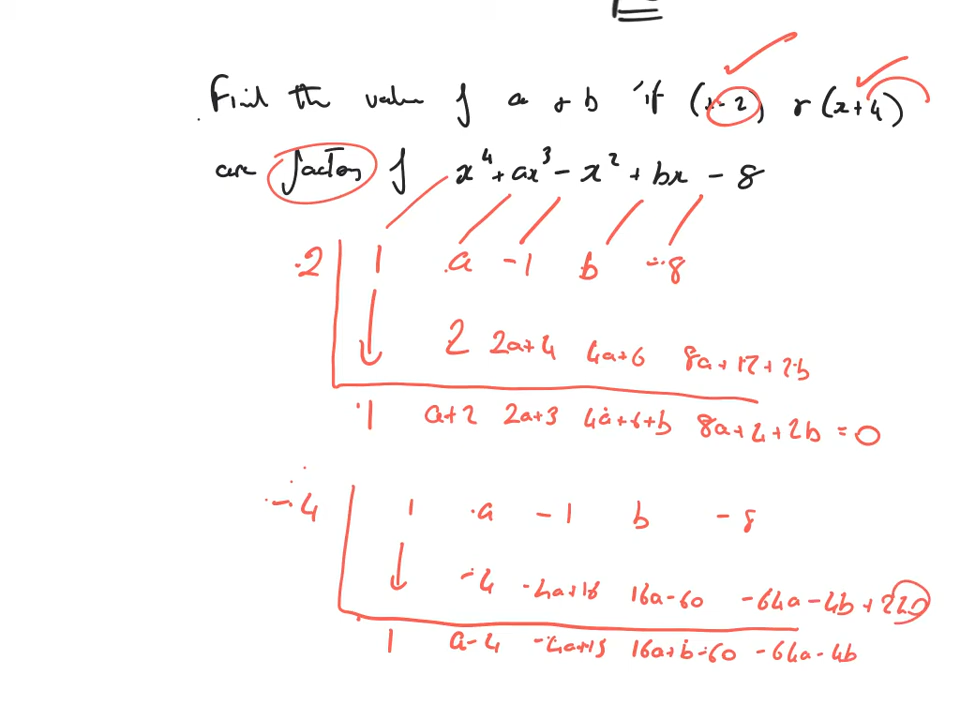 Find the value of a & b if (x-2) & (x+4)
are factors of x⁴ + ax³ - x² + bx - 8
2 1 a -1 b -8
2 2a+4 4a+6 8a+12+2b
1 a+2 2a+3 4a+6+b 8a+4+2b = 0
-4 1 a -1 b -8
-4 -4a+16 16a-60 -64a-4b+240
1 a-4 -4a+15 16a+b-60 -64a-4b